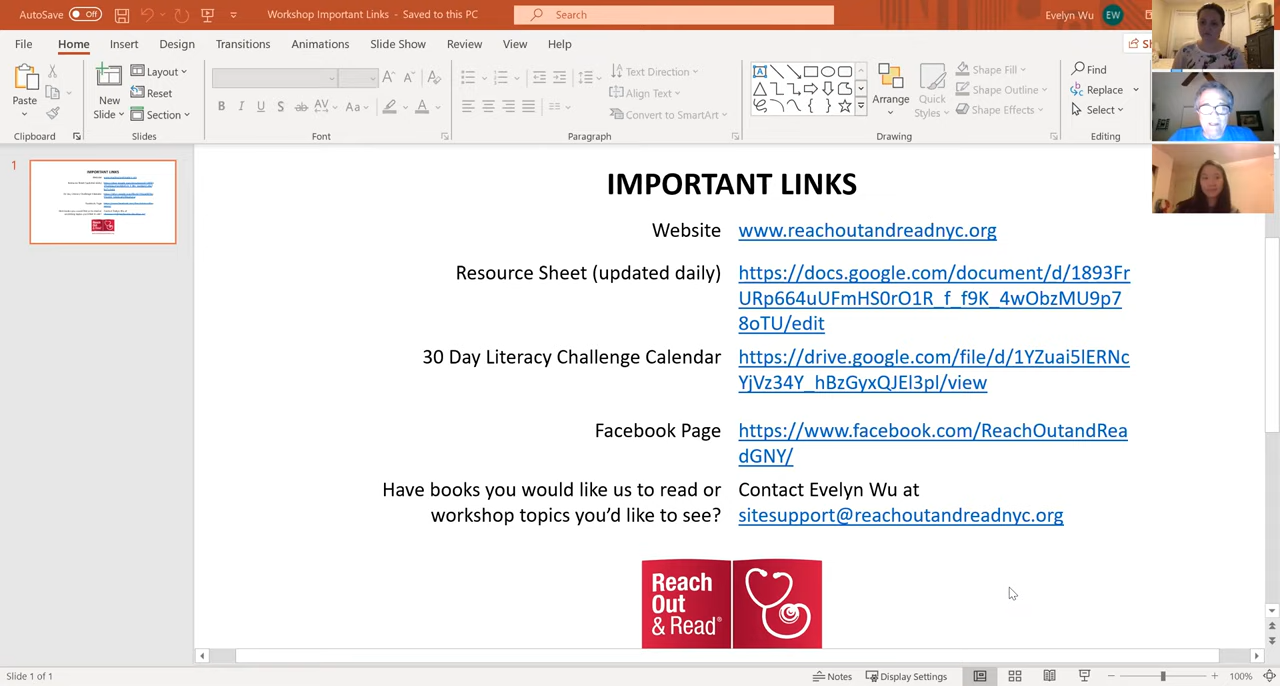 AutoSave Off Workshop Important Links - Saved to this PC Search Evelyn Wu EW
File Home Insert Design Transitions Animations Slide Show Review View Help
Paste
New
Slide
Layout
Reset
Section
B I U S ab AV Aa A
Text Direction
Align Text
Convert to SmartArt
Arrange
Quick
Styles
Shape Fill
Shape Outline
Shape Effects
Find
Replace
Select
Clipboard Slides Font Paragraph Drawing Editing
1
IMPORTANT LINKS
Website www.reachoutandreadnyc.org
Resource Sheet (updated daily) https://docs.google.com/document/d/1893Fr
URp664uUFmHS0rO1R_f_f9K_4wObzMU9p7
8oTU/edit
30 Day Literacy Challenge Calendar https://drive.google.com/file/d/1YZuai5lERNc
YjVz34Y_hBzGyxQJEl3pl/view
Facebook Page https://www.facebook.com/ReachOutandRea
dGNY/
Have books you would like us to read or Contact Evelyn Wu at
workshop topics you’d like to see? sitesupport@reachoutandreadnyc.org
Reach
Out
& Read®
Slide 1 of 1 Notes Display Settings 100%